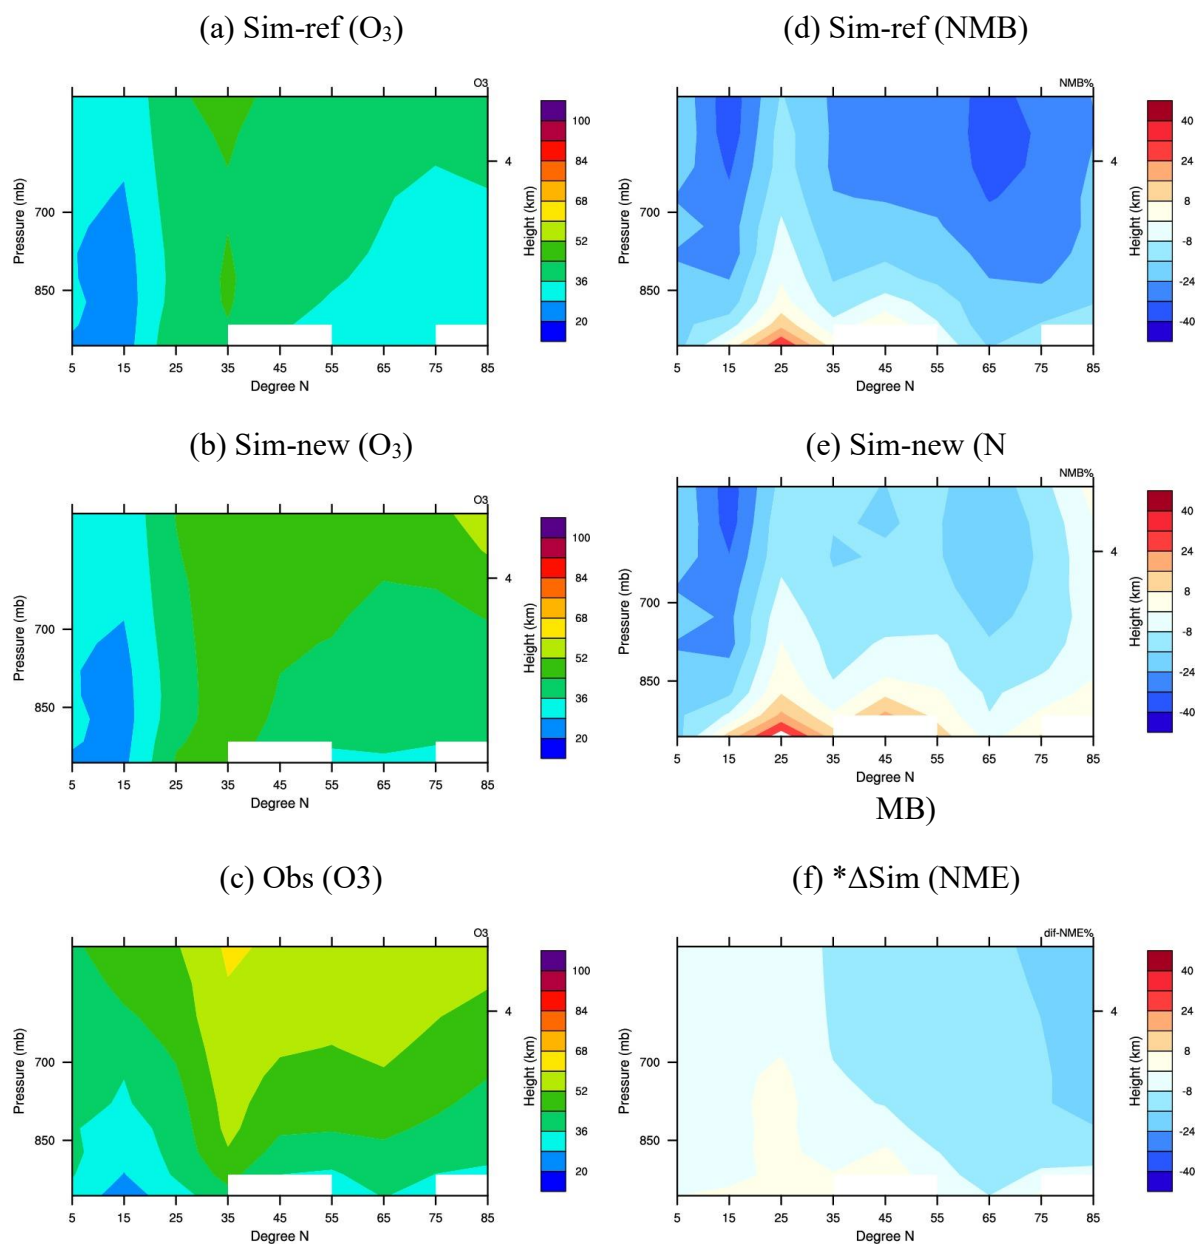 (a) Sim-ref (O₃)
O3
Pressure (mb)
700
850
4
Height (km)
100
84
68
52
36
20
5 15 25 35 45 55 65 75 85
Degree N
(d) Sim-ref (NMB)
NMB%
Pressure (mb)
700
850
4
Height (km)
40
24
8
-8
-24
-40
5 15 25 35 45 55 65 75 85
Degree N
(b) Sim-new (O₃)
O3
Pressure (mb)
700
850
4
Height (km)
100
84
68
52
36
20
5 15 25 35 45 55 65 75 85
Degree N
(e) Sim-new (N
NMB%
Pressure (mb)
700
850
4
Height (km)
40
24
8
-8
-24
-40
5 15 25 35 45 55 65 75 85
Degree N
MB)
(c) Obs (O3)
O3
Pressure (mb)
700
850
4
Height (km)
100
84
68
52
36
20
5 15 25 35 45 55 65 75 85
Degree N
(f) *ΔSim (NME)
dif-NME%
Pressure (mb)
700
850
4
Height (km)
40
24
8
-8
-24
-40
5 15 25 35 45 55 65 75 85
Degree N